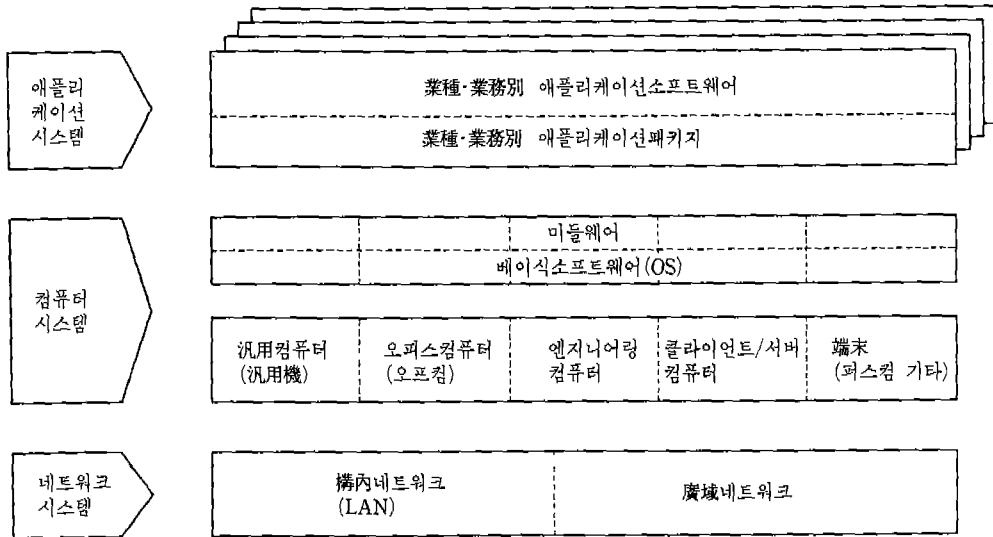 애플리
케이션
시스템
業種·業務別 애플리케이션소프트웨어
業種·業務別 애플리케이션패키지
컴퓨터
시스템
미들웨어
베이식소프트웨어(OS)
汎用컴퓨터
(汎用機)
오피스컴퓨터
(오프컴)
엔지니어링
컴퓨터
클라이언트/서버
컴퓨터
端末
(퍼스컴 기타)
네트워크
시스템
構內네트워크
(LAN)
廣域네트워크